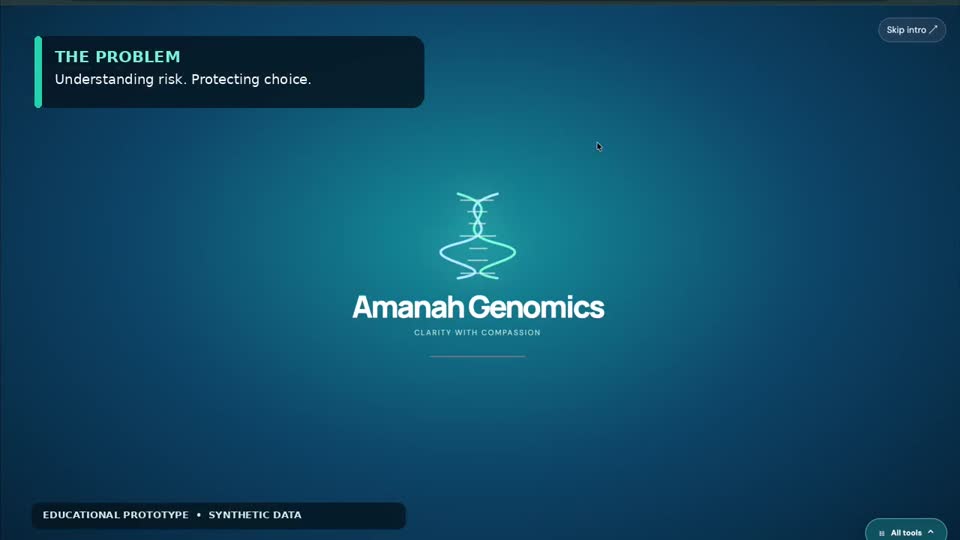 Skip intro ↗
THE PROBLEM
Understanding risk. Protecting choice.
Amanah Genomics
CLARITY WITH COMPASSION
EDUCATIONAL PROTOTYPE • SYNTHETIC DATA
All tools